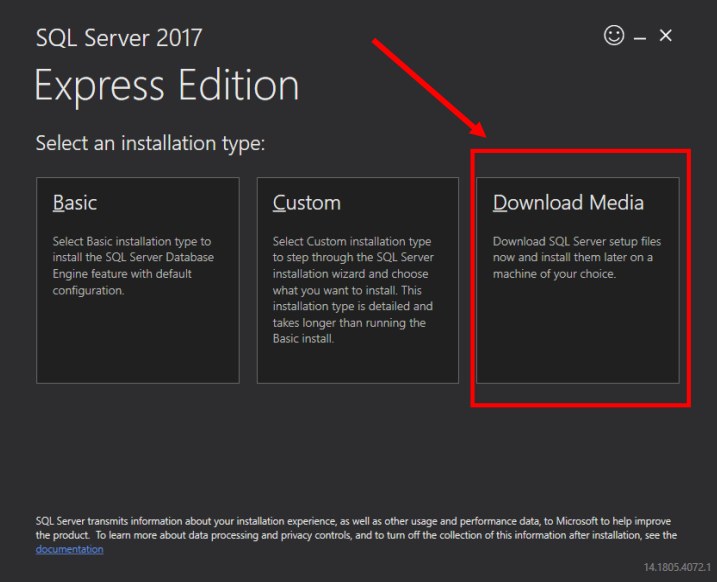 SQL Server 2017
Express Edition
Select an installation type:
Basic
Select Basic installation type to
install the SQL Server Database
Engine feature with default
configuration.
Custom
Select Custom installation type
to step through the SQL Server
installation wizard and choose
what you want to install. This
installation type is detailed and
takes longer than running the
Basic install.
Download Media
Download SQL Server setup files
now and install them later on a
machine of your choice.
SQL Server transmits information about your installation experience, as well as other usage and performance data, to Microsoft to help improve
the product. To learn more about data processing and privacy controls, and to turn off the collection of this information after installation, see the
documentation
14.1805.4072.1